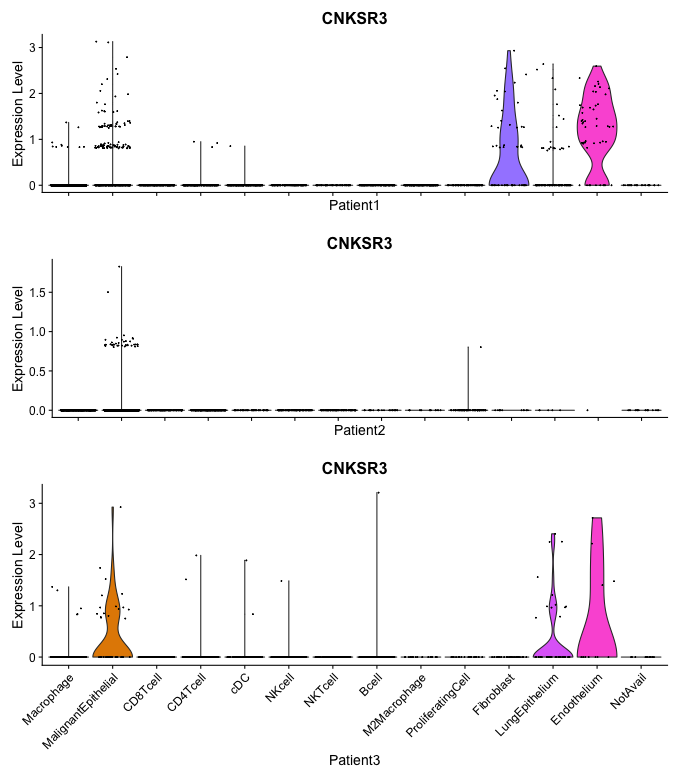 CNKSR3
Expression Level
3
2
1
0
Patient1
CNKSR3
Expression Level
1.5
1.0
0.5
0.0
Patient2
CNKSR3
Expression Level
3
2
1
0
Macrophage
MalignantEpithelial
CD8Tcell
CD4Tcell
cDC
NKcell
NKTcell
Bcell
M2Macrophage
ProliferatingCell
Fibroblast
LungEpithelium
Endothelium
NotAvail
Patient3